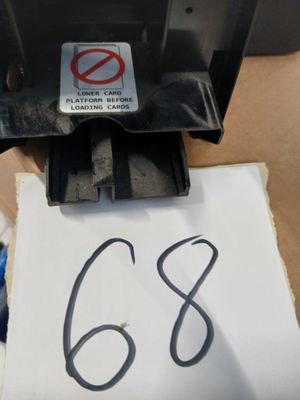 LOWER CARD
PLATFORM BEFORE
LOADING CARDS
68